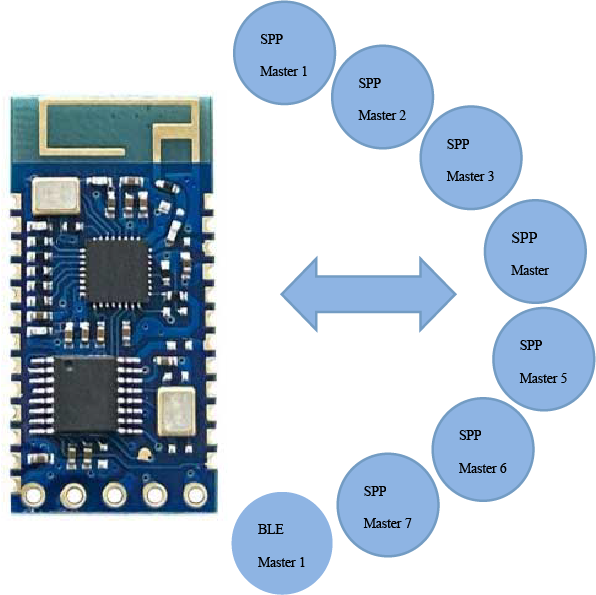 SPP
Master 1
SPP
Master 2
SPP
Master 3
SPP
Master
SPP
Master 5
SPP
Master 6
SPP
Master 7
BLE
Master 1